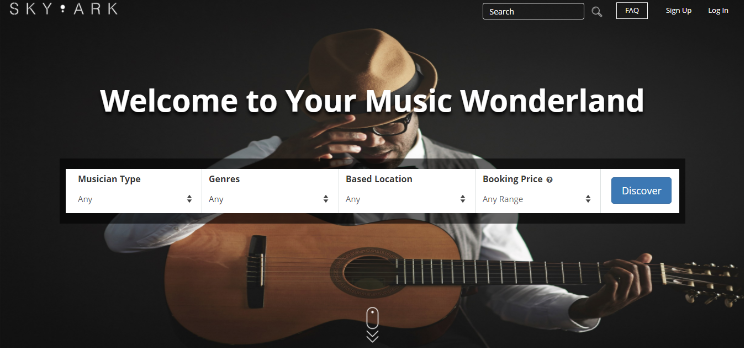 SKY ARK
Search
FAQ
Sign Up
Log In
Welcome to Your Music Wonderland
Musician Type
Genres
Based Location
Booking Price ?
Any
Any
Any
Any Range
Discover